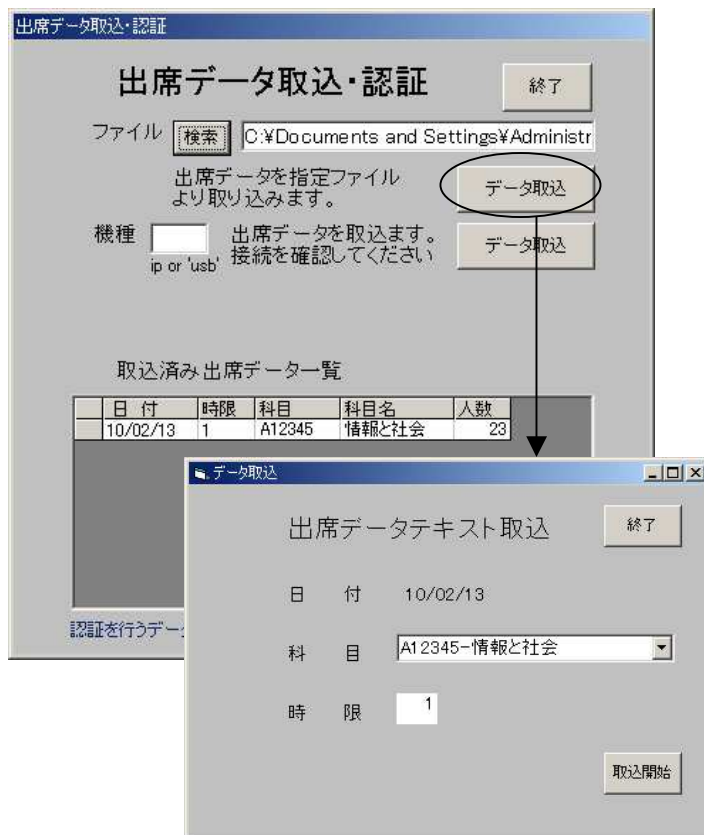 出席データ取込・認証
出席データ取込・認証
終了
ファイル 検索 C:¥Documents and Settings¥Administr
出席データを指定ファイル
より取り込みます。
データ取込
機種
ip or 'usb'
出席データを取込ます。
接続を確認してください
データ取込
取込済み出席データ一覧
日 付 時限 科目 科目名 人数
10/02/13 1 A12345 情報と社会 23
認証を行うデー
データ取込
出席データテキスト取込
終了
日 付 10/02/13
科 目 A12345-情報と社会
時 限 1
取込開始